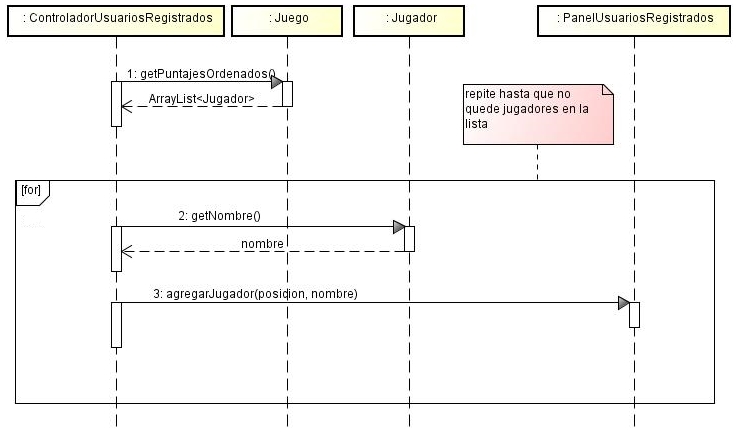 : ControladorUsuariosRegistrados
: Juego
: Jugador
: PanelUsuariosRegistrados
1: getPuntajesOrdenados()
ArrayList<Jugador>
repite hasta que no
quede jugadores en la
lista
[for]
2: getNombre()
nombre
3: agregarJugador(posicion, nombre)